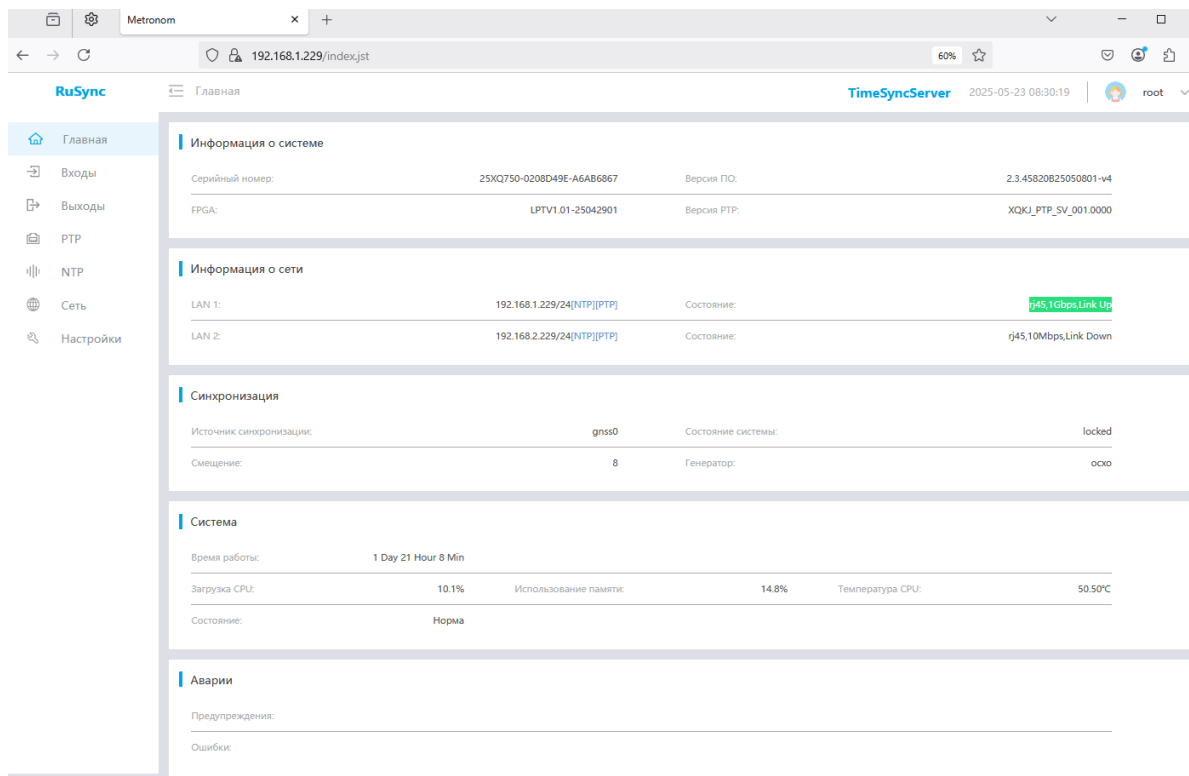 Metronom
192.168.1.229/index.jst 60%
RuSync Главная TimeSyncServer 2025-05-23 08:30:19 root
Главная
Входы
Выходы
PTP
NTP
Сеть
Настройки
Информация о системе
Серийный номер: 25XQ750-0208D49E-A6AB6867 Версия ПО: 2.3.45820B25050801-v4
FPGA: LPTV1.01-25042901 Версия PTP: XQKJ_PTP_SV_001.0000
Информация о сети
LAN 1: 192.168.1.229/24[NTP][PTP] Состояние: rj45,1Gbps,Link Up
LAN 2: 192.168.2.229/24[NTP][PTP] Состояние: rj45,10Mbps,Link Down
Синхронизация
Источник синхронизации: gnss0 Состояние системы: locked
Смещение: 8 Генератор: ocxo
Система
Время работы: 1 Day 21 Hour 8 Min
Загрузка CPU: 10.1% Использование памяти: 14.8% Температура CPU: 50.50°C
Состояние: Норма
Аварии
Предупреждения:
Ошибки: